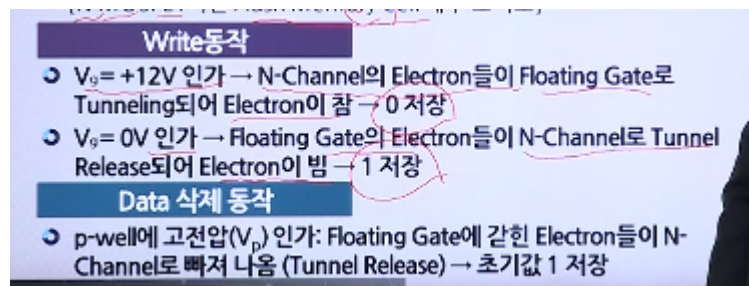 Write동작
V₉= +12V 인가 → N-Channel의 Electron들이 Floating Gate로
Tunneling되어 Electron이 참 → 0 저장
V₉= 0V 인가 → Floating Gate의 Electron들이 N-Channel로 Tunnel
Release되어 Electron이 빔 → 1 저장
Data 삭제 동작
p-well에 고전압(Vₚ) 인가: Floating Gate에 갇힌 Electron들이 N-
Channel로 빠져 나옴 (Tunnel Release) → 초기값 1 저장